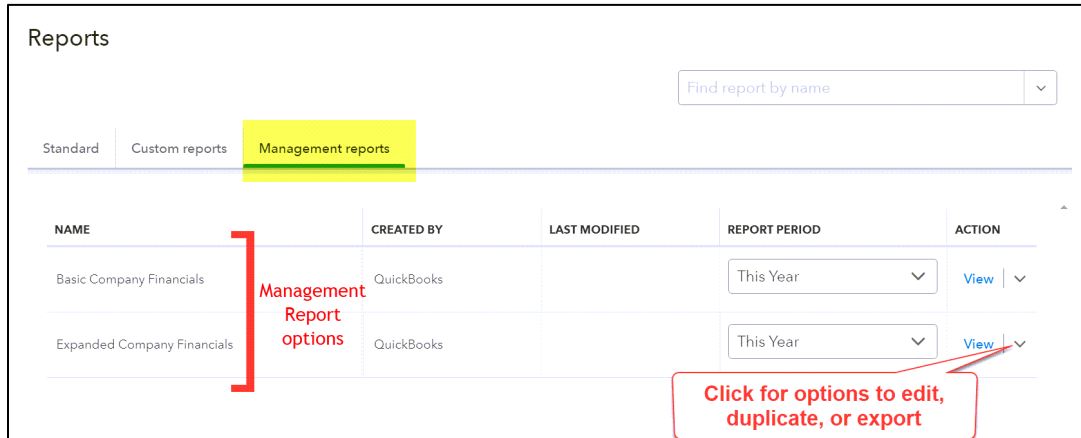 Reports
Find report by name
Standard Custom reports Management reports
NAME CREATED BY LAST MODIFIED REPORT PERIOD ACTION
Basic Company Financials QuickBooks This Year View
Management
Report
options
Expanded Company Financials QuickBooks This Year View
Click for options to edit,
duplicate, or export